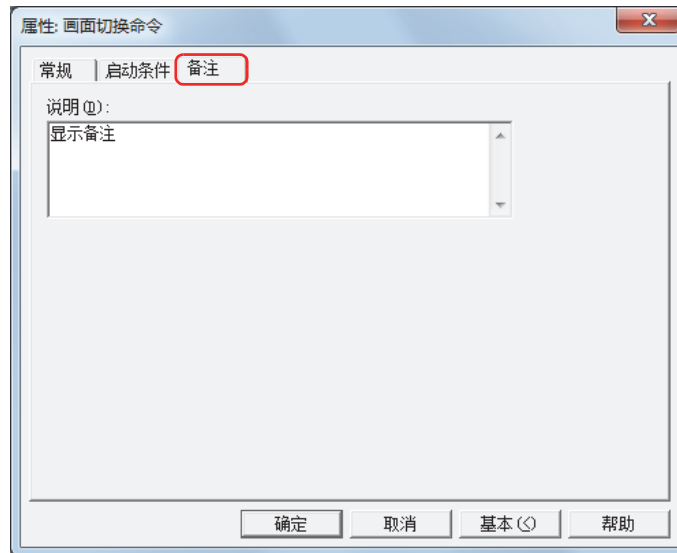 属性: 画面切换命令
常规 启动条件 备注
说明(D):
显示备注
确定 取消 基本(<) 帮助